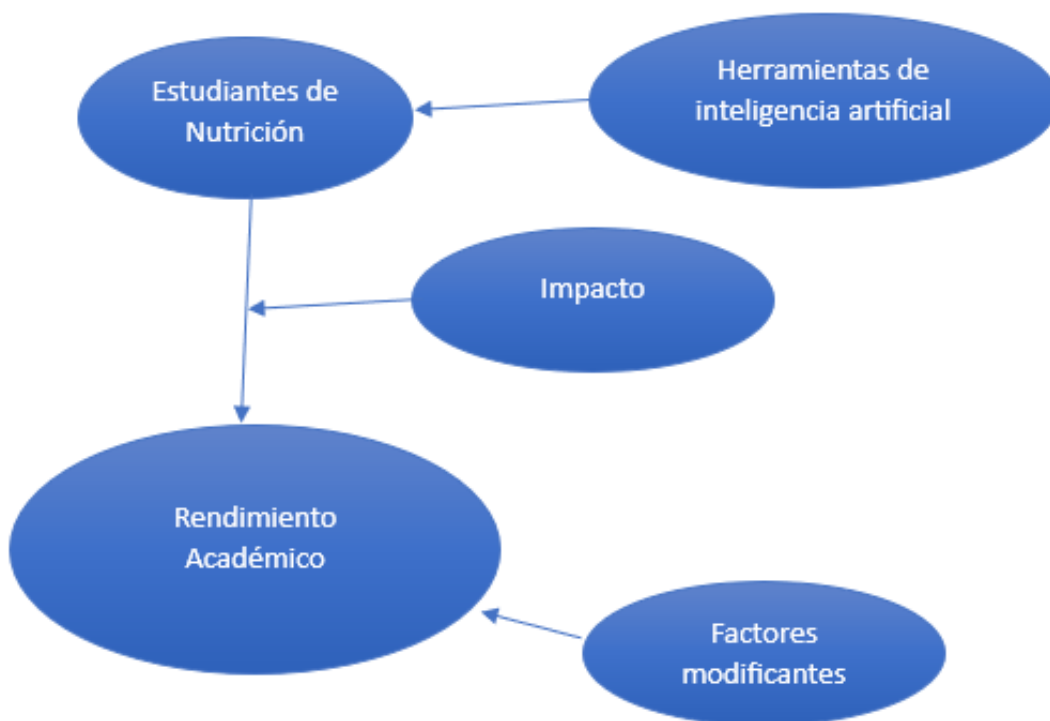 Estudiantes de
Nutrición
Herramientas de
inteligencia artificial
Impacto
Rendimiento
Académico
Factores
modificantes